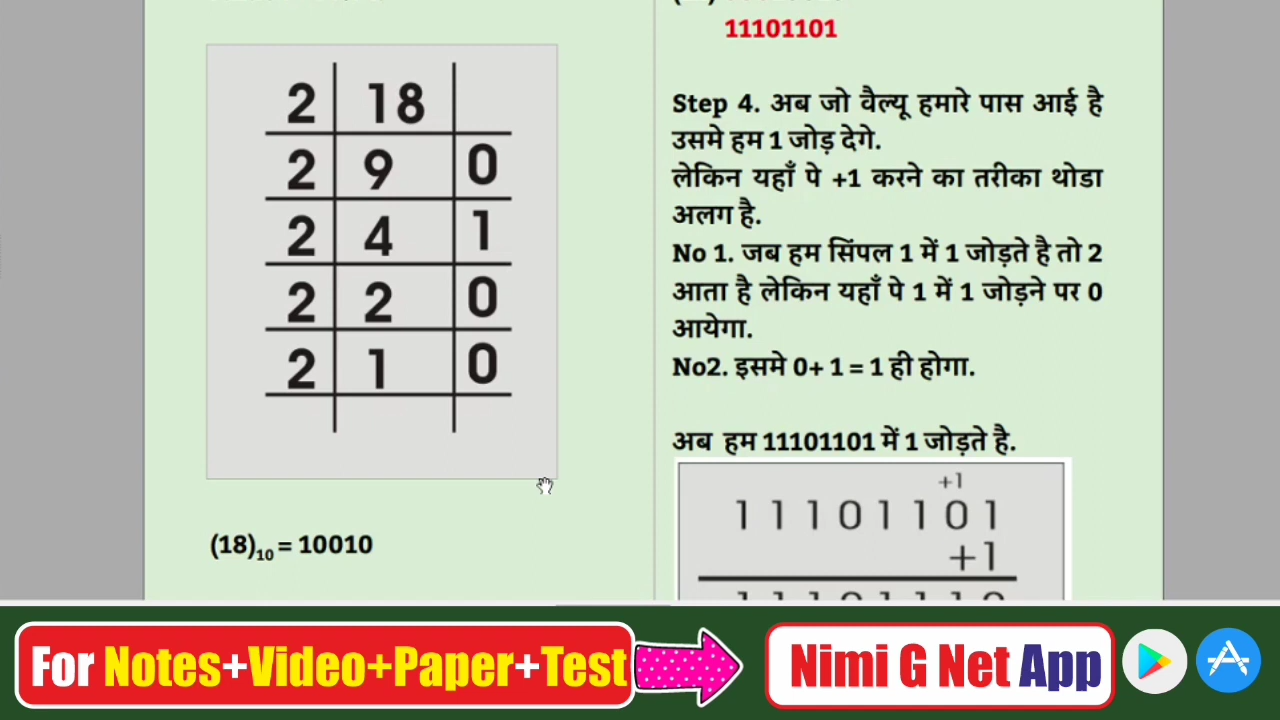 2 18
2 9 0
2 4 1
2 2 0
2 1 0
(18)10 = 10010
11101101
Step 4. अब जो वैल्यू हमारे पास आई है
उसमे हम 1 जोड़ देगे.
लेकिन यहाँ पे +1 करने का तरीका थोडा
अलग है.
No 1. जब हम सिंपल 1 में 1 जोड़ते है तो 2
आता है लेकिन यहाँ पे 1 में 1 जोड़ने पर 0
आयेगा.
No2. इसमे 0+ 1 = 1 ही होगा.
अब हम 11101101 में 1 जोड़ते है.
+1
1 1 1 0 1 1 0 1
+1
For Notes+Video+Paper+Test
Nimi G Net App